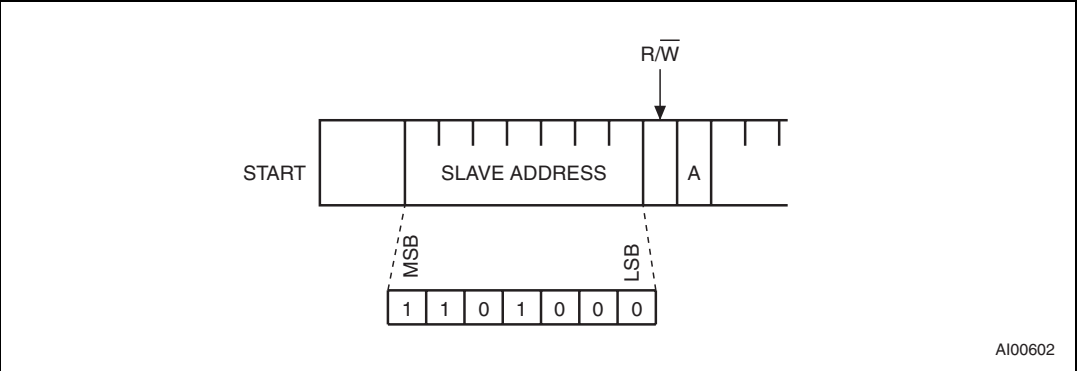 R/W̅
START
SLAVE ADDRESS
A
MSB
LSB
1 1 0 1 0 0 0
AI00602